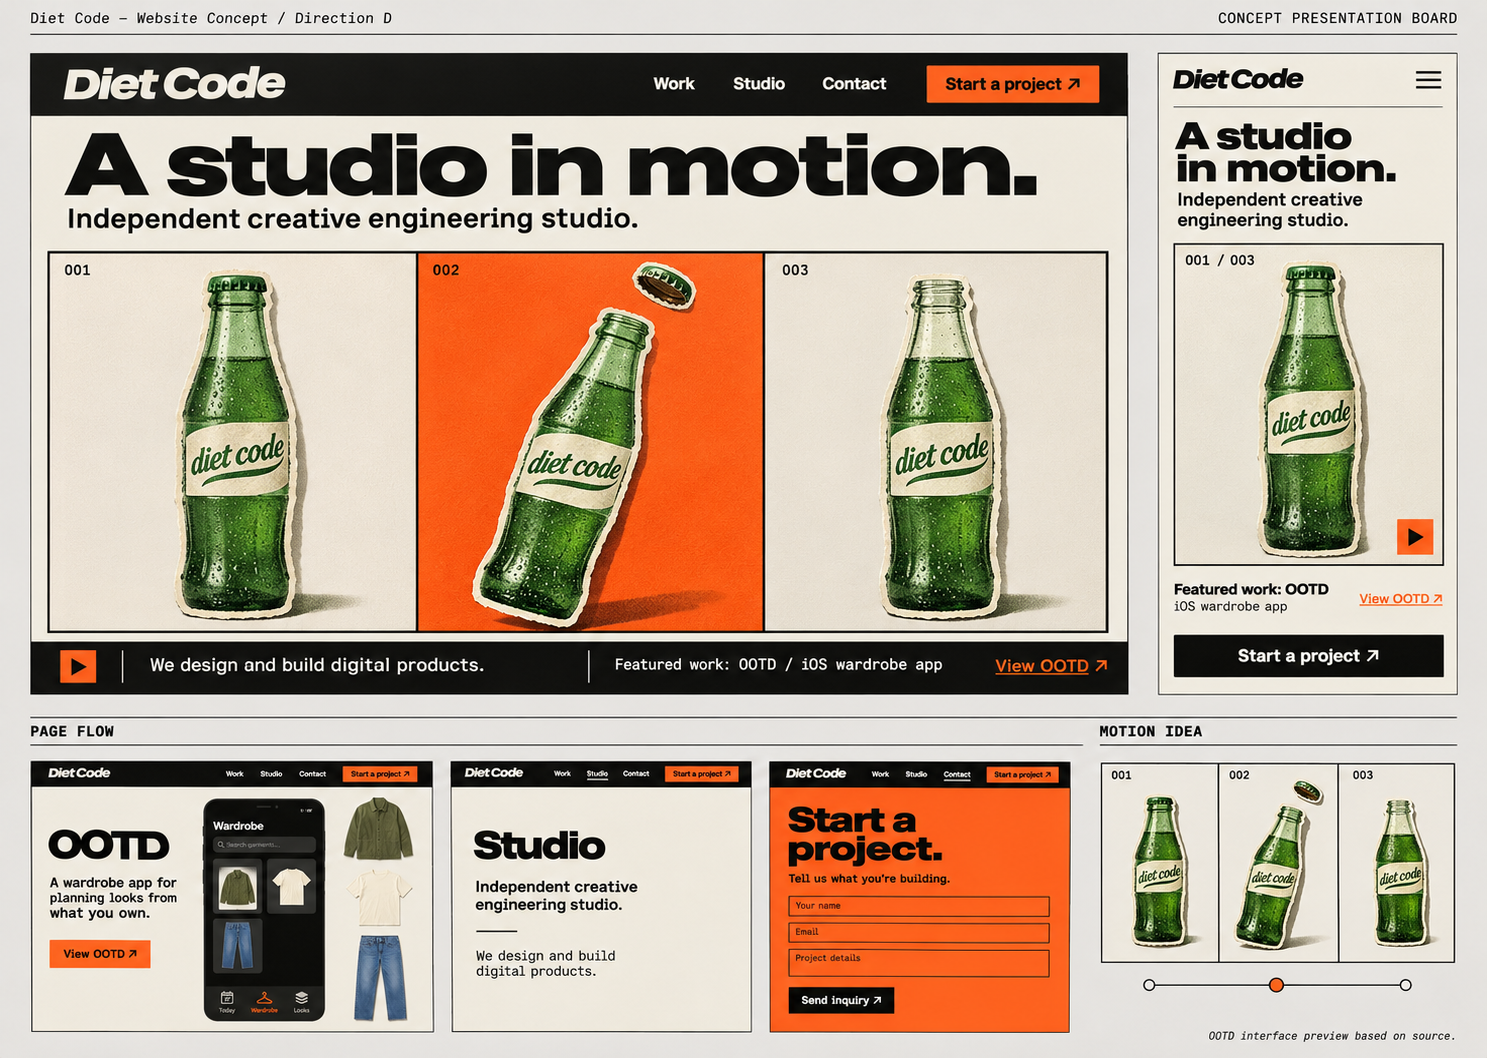 Diet Code – Website Concept / Direction D
CONCEPT PRESENTATION BOARD
Diet Code
Work
Studio
Contact
Start a project ↗
A studio in motion.
Independent creative engineering studio.
001
002
003
diet code
diet code
diet code
We design and build digital products.
Featured work: OOTD / iOS wardrobe app
View OOTD ↗
Diet Code
A studio
in motion.
Independent creative
engineering studio.
001 / 003
diet code
Featured work: OOTD
iOS wardrobe app
View OOTD ↗
Start a project ↗
PAGE FLOW
Diet Code
Work
Studio
Contact
Start a project ↗
OOTD
A wardrobe app for
planning looks from
what you own.
View OOTD ↗
Wardrobe
Search garments...
Today
Wardrobe
Looks
Diet Code
Work
Studio
Contact
Start a project ↗
Studio
Independent creative
engineering studio.
We design and build
digital products.
Diet Code
Work
Studio
Contact
Start a project ↗
Start a
project.
Tell us what you're building.
Your name
Email
Project details
Send inquiry ↗
MOTION IDEA
001
002
003
diet code
diet code
diet code
OOTD interface preview based on source.